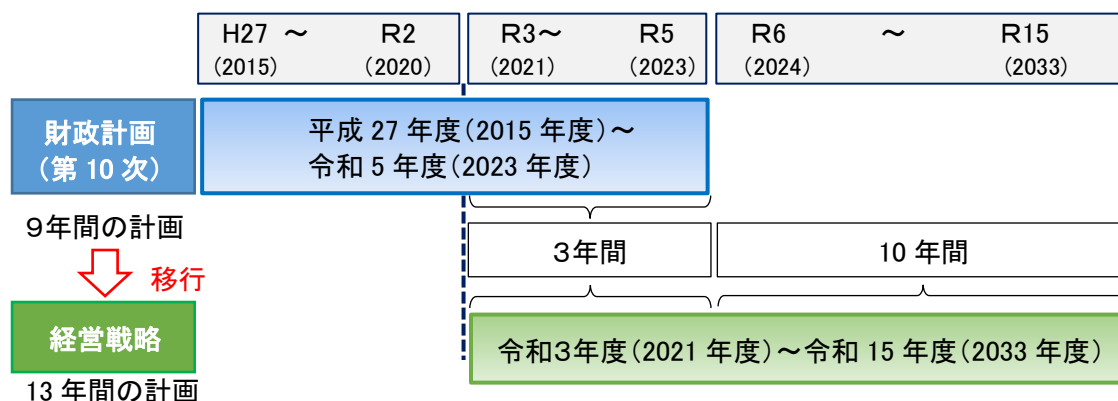 H27 ～ R2 R3～ R5 R6 ～ R15
(2015) (2020) (2021) (2023) (2024) (2033)
財政計画
(第 10 次)
平成 27 年度(2015 年度)～
令和 5 年度(2023 年度)
９年間の計画
移行
３年間
10 年間
経営戦略
令和３年度(2021 年度)～令和 15 年度(2033 年度)
13 年間の計画